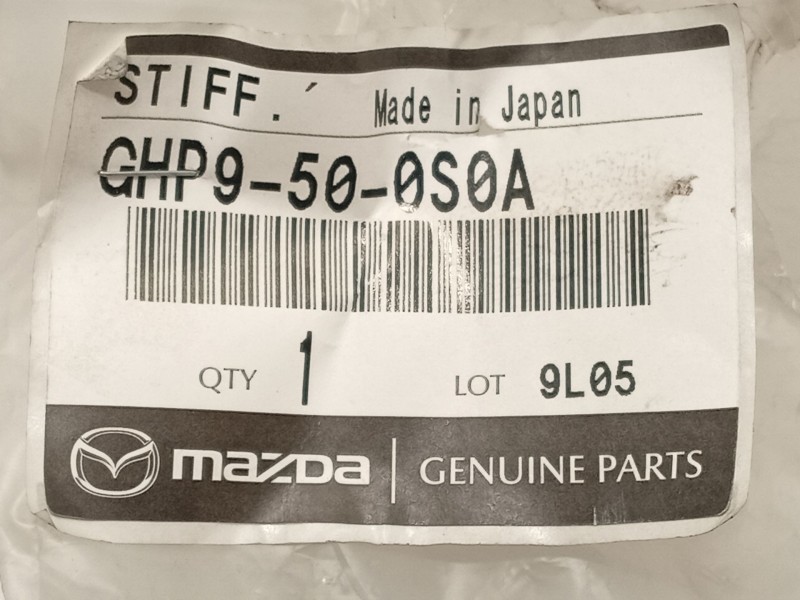 STIFF. Made in Japan
GHP9-50-0S0A
QTY 1 LOT 9L05
mazda | GENUINE PARTS